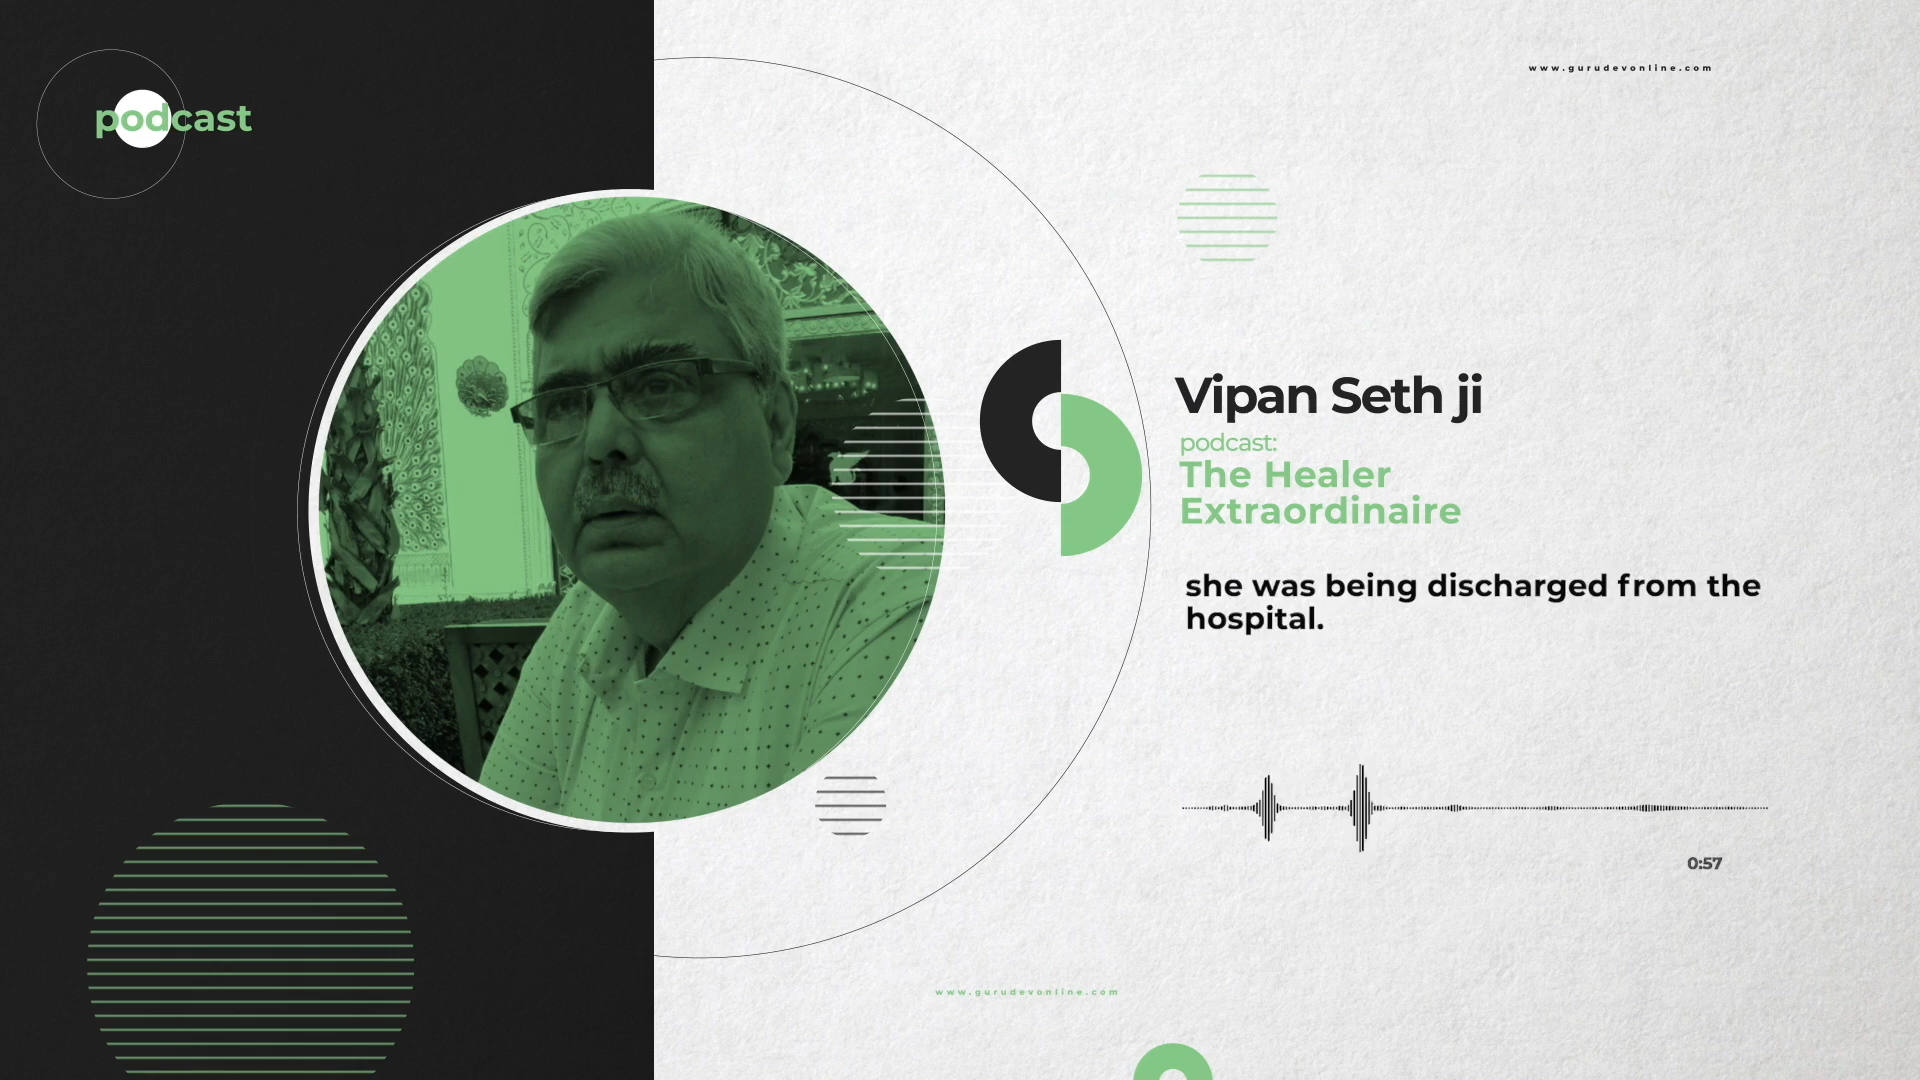 podcast
www.gurudevonline.com
Vipan Seth ji
podcast:
The Healer
Extraordinaire
she was being discharged from the
hospital.
0:57
www.gurudevonline.com